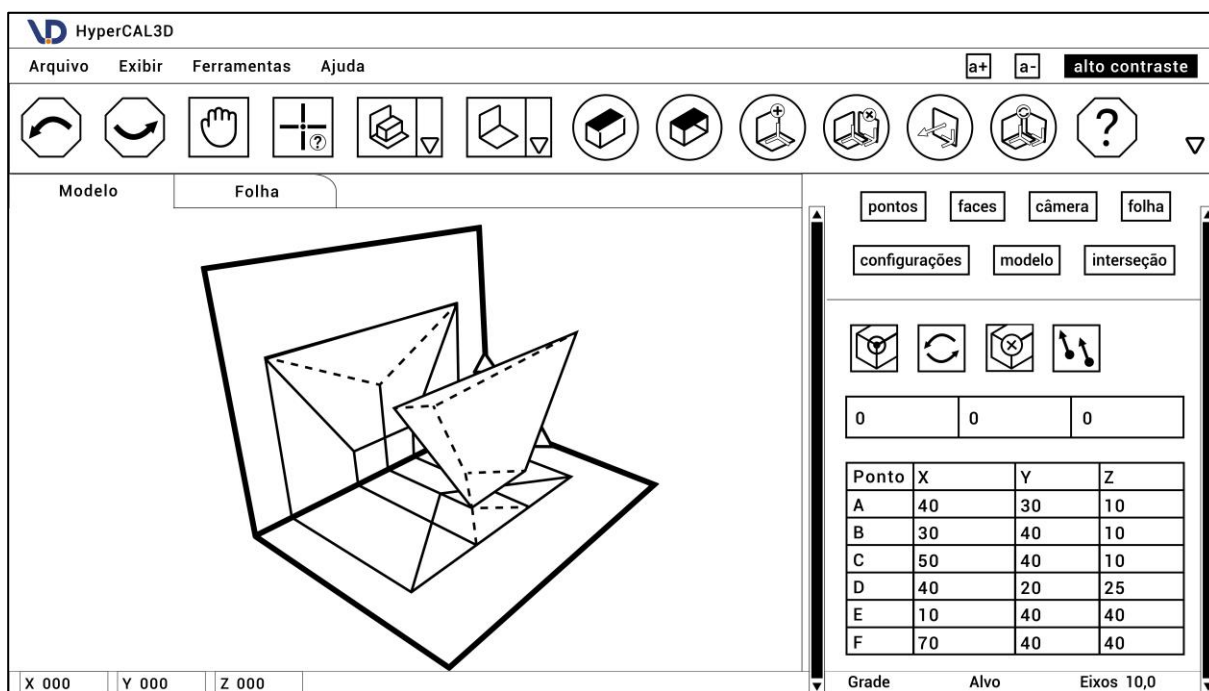 VD HyperCAL3D
Arquivo Exibir Ferramentas Ajuda a+ a- alto contraste
? ?
Modelo Folha
pontos faces câmera folha
configurações modelo interseção
0 0 0
Ponto X Y Z
A 40 30 10
B 30 40 10
C 50 40 10
D 40 20 25
E 10 40 40
F 70 40 40
X 000 Y 000 Z 000 Grade Alvo Eixos 10,0